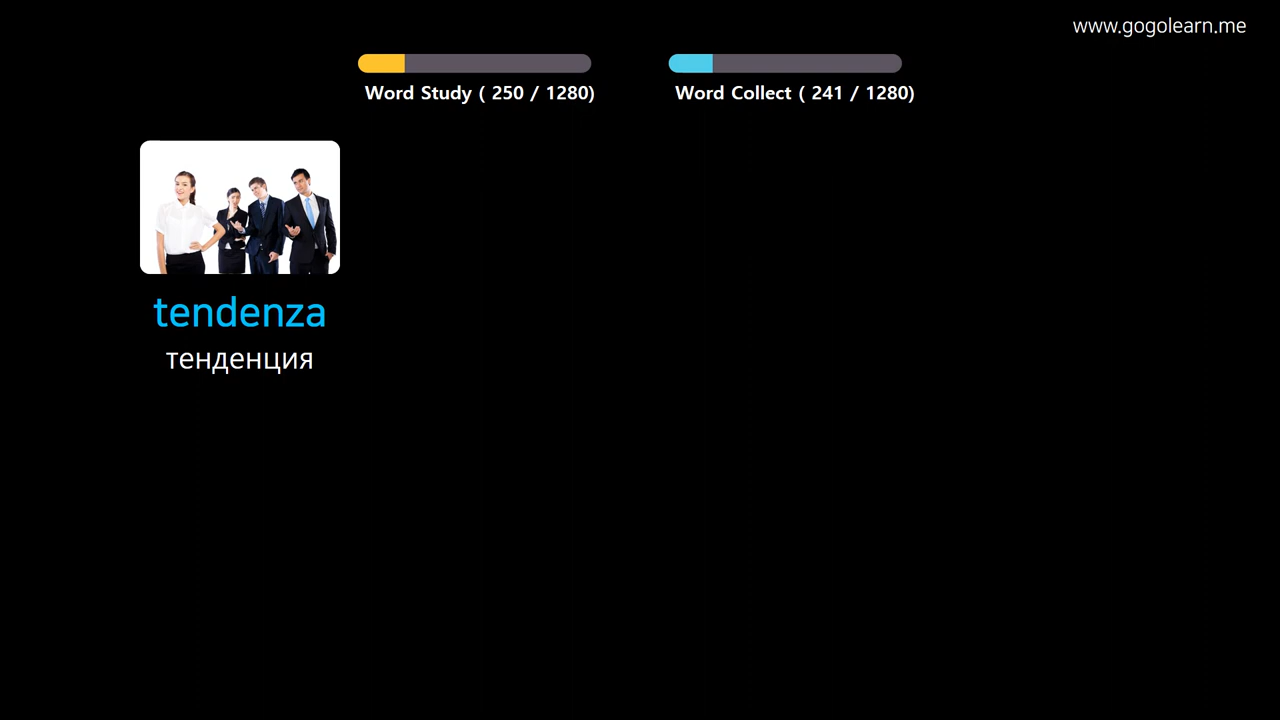 www.gogolearn.me
Word Study ( 250 / 1280)
Word Collect ( 241 / 1280)
tendenza
тенденция